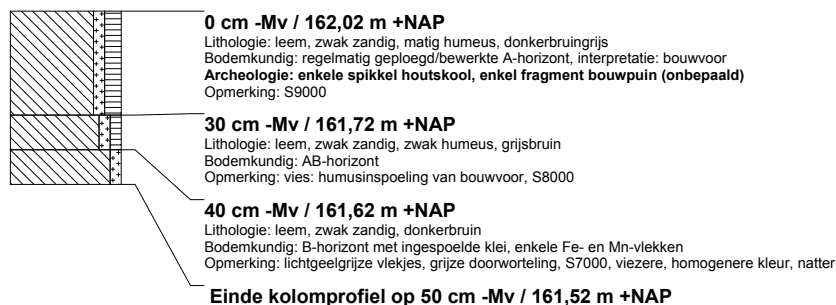 0 cm -Mv / 162,02 m +NAP
Lithologie: leem, zwak zandig, matig humeus, donkerbruingrijs
Bodemkundig: regelmatig geploegd/bewerkte A-horizont, interpretatie: bouwvoor
Archeologie: enkele spikkel houtskool, enkel fragment bouwpuin (onbepaald)
Opmerking: S9000
30 cm -Mv / 161,72 m +NAP
Lithologie: leem, zwak zandig, zwak humeus, grijsbruin
Bodemkundig: AB-horizont
Opmerking: vies: humusinspoeling van bouwvoor, S8000
40 cm -Mv / 161,62 m +NAP
Lithologie: leem, zwak zandig, donkerbruin
Bodemkundig: B-horizont met ingespoelde klei, enkele Fe- en Mn-vlekken
Opmerking: lichtgeelgrijze vlekjes, grijze doorworteling, S7000, viezere, homogenere kleur, natter
Einde kolomprofiel op 50 cm -Mv / 161,52 m +NAP